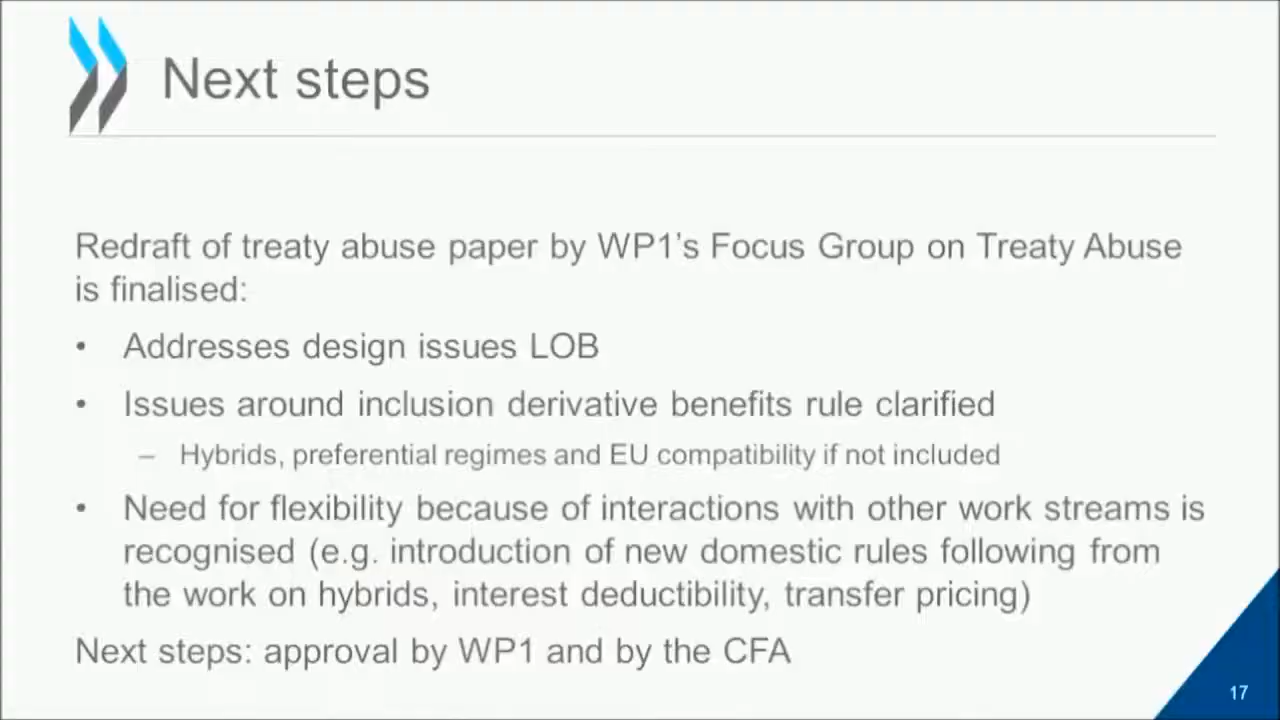 Next steps
Redraft of treaty abuse paper by WP1’s Focus Group on Treaty Abuse
is finalised:
• Addresses design issues LOB
• Issues around inclusion derivative benefits rule clarified
– Hybrids, preferential regimes and EU compatibility if not included
• Need for flexibility because of interactions with other work streams is
recognised (e.g. introduction of new domestic rules following from
the work on hybrids, interest deductibility, transfer pricing)
Next steps: approval by WP1 and by the CFA
17